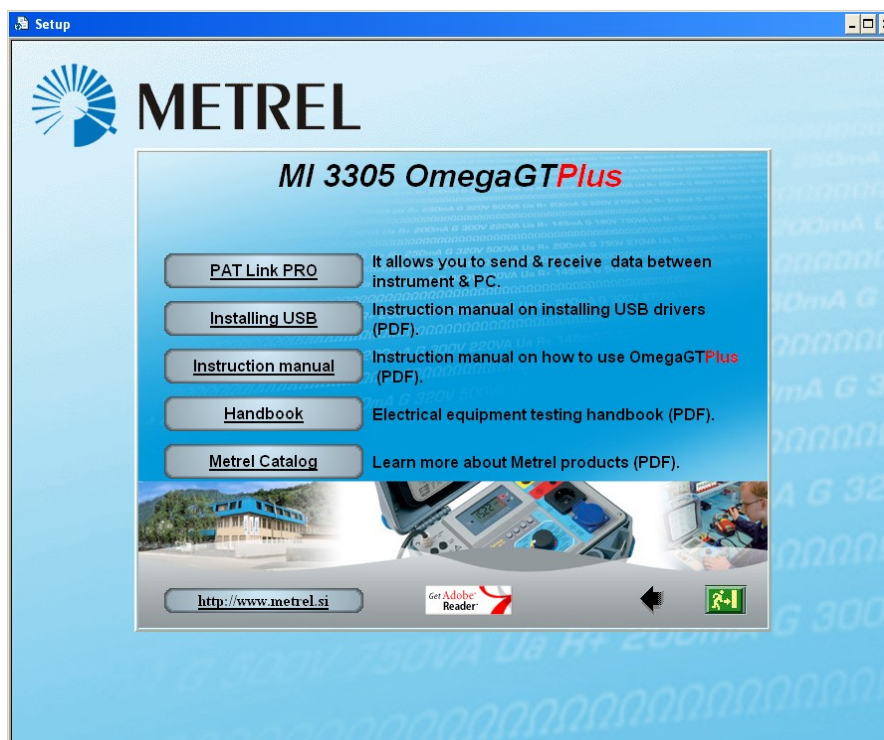 Setup
METREL
MI 3305 OmegaGTPlus
PAT Link PRO
It allows you to send & receive data between
instrument & PC.
Installing USB
Instruction manual on installing USB drivers
(PDF).
Instruction manual
Instruction manual on how to use OmegaGTPlus
(PDF).
Handbook
Electrical equipment testing handbook (PDF).
Metrel Catalog
Learn more about Metrel products (PDF).
http://www.metrel.si
Get Adobe®
Reader®